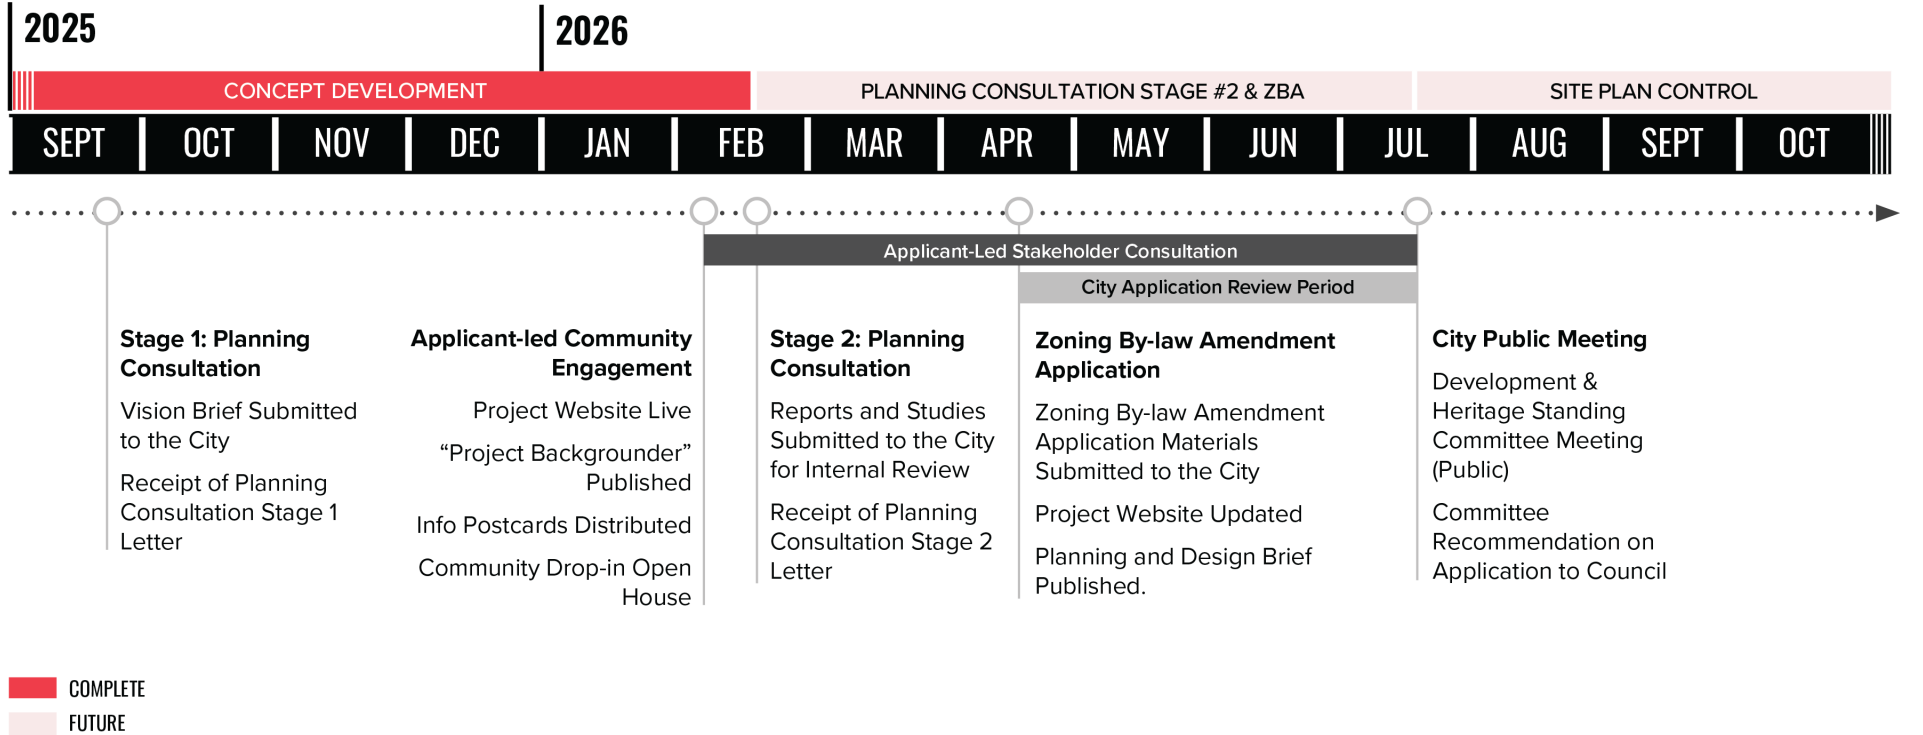 2025
2026
CONCEPT DEVELOPMENT
PLANNING CONSULTATION STAGE #2 & ZBA
SITE PLAN CONTROL
SEPT
OCT
NOV
DEC
JAN
FEB
MAR
APR
MAY
JUN
JUL
AUG
SEPT
OCT
Applicant-Led Stakeholder Consultation
City Application Review Period
Stage 1: Planning
Consultation
Vision Brief Submitted
to the City
Receipt of Planning
Consultation Stage 1
Letter
Applicant-led Community
Engagement
Project Website Live
“Project Backgrounder”
Published
Info Postcards Distributed
Community Drop-in Open
House
Stage 2: Planning
Consultation
Reports and Studies
Submitted to the City
for Internal Review
Receipt of Planning
Consultation Stage 2
Letter
Zoning By-law Amendment
Application
Zoning By-law Amendment
Application Materials
Submitted to the City
Project Website Updated
Planning and Design Brief
Published.
City Public Meeting
Development &
Heritage Standing
Committee Meeting
(Public)
Committee
Recommendation on
Application to Council
COMPLETE
FUTURE